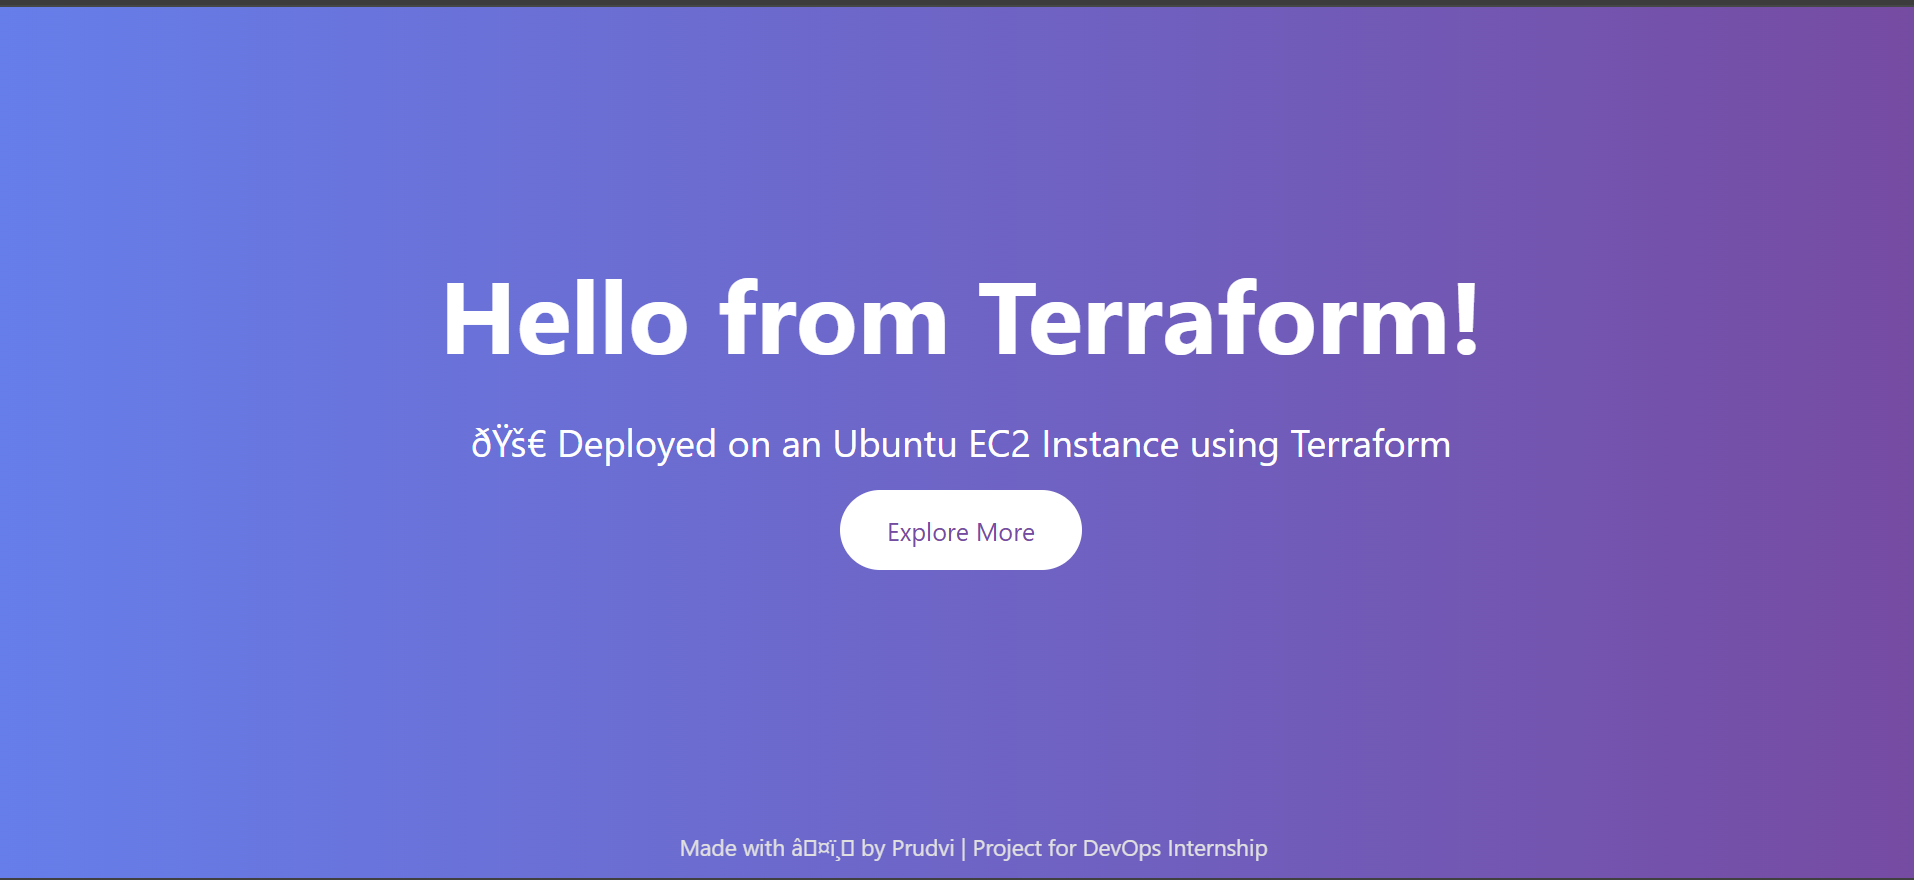 Hello from Terraform!
🚀 Deployed on an Ubuntu EC2 Instance using Terraform
Explore More
Made with â�¤ï¸� by Prudvi | Project for DevOps Internship